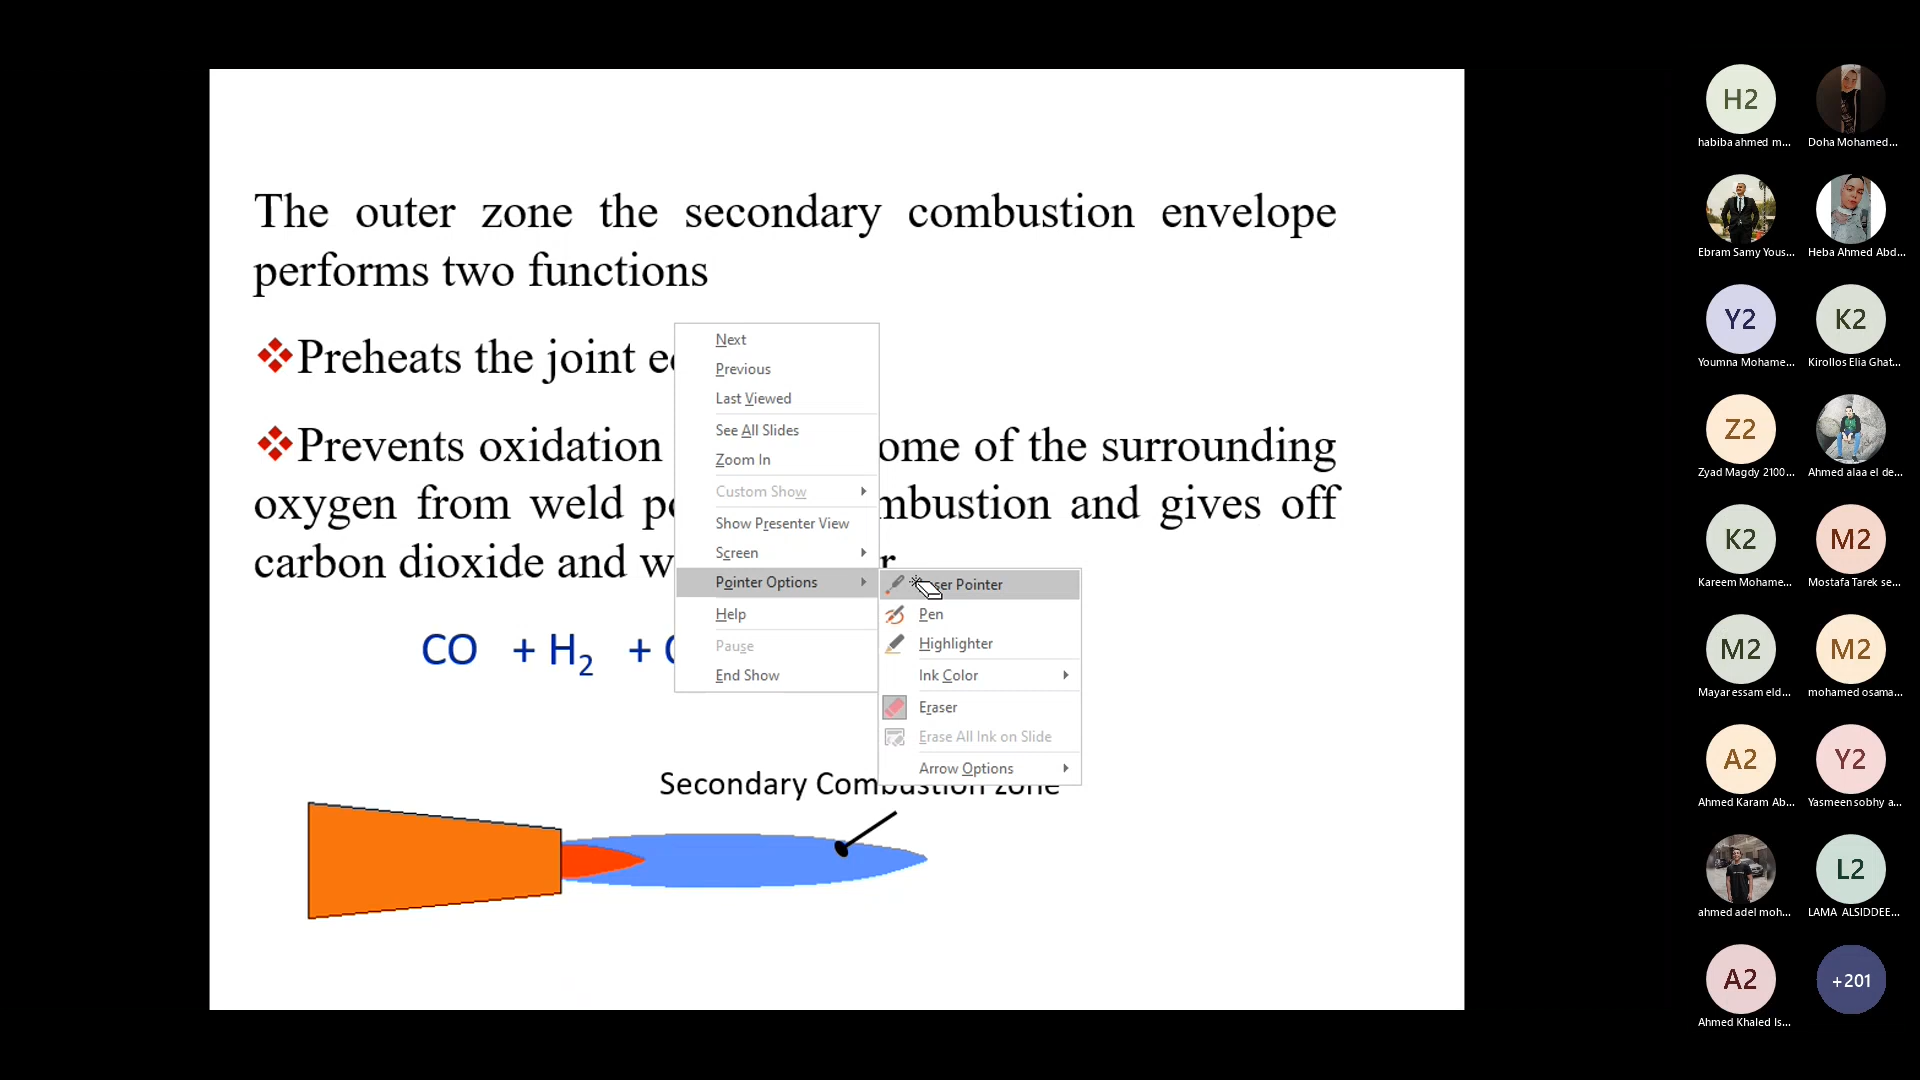 The outer zone the secondary combustion envelope
performs two functions
Preheats the joint
Prevents oxidation ome of the surrounding
oxygen from weld mbustion and gives off
carbon dioxide and
CO + H2 +
Secondary Combustion zone
Next
Previous
Last Viewed
See All Slides
Zoom In
Custom Show
Show Presenter View
Screen
Pointer Options
Help
Pause
End Show
ser Pointer
Pen
Highlighter
Ink Color
Eraser
Erase All Ink on Slide
Arrow Options
H2
habiba ahmed m...
Doha Mohamed...
Ebram Samy Yous...
Heba Ahmed Abd...
Y2
K2
Youmna Mohame...
Kirollos Elia Ghat...
Z2
Zyad Magdy 2100...
Ahmed alaa el de...
K2
M2
Kareem Mohame...
Mostafa Tarek se...
M2
M2
Mayar essam eld...
mohamed osama...
A2
Y2
Ahmed Karam Ab...
Yasmeen sobhy a...
L2
ahmed adel moh...
LAMA ALSIDDEE...
A2
+201
Ahmed Khaled Is...